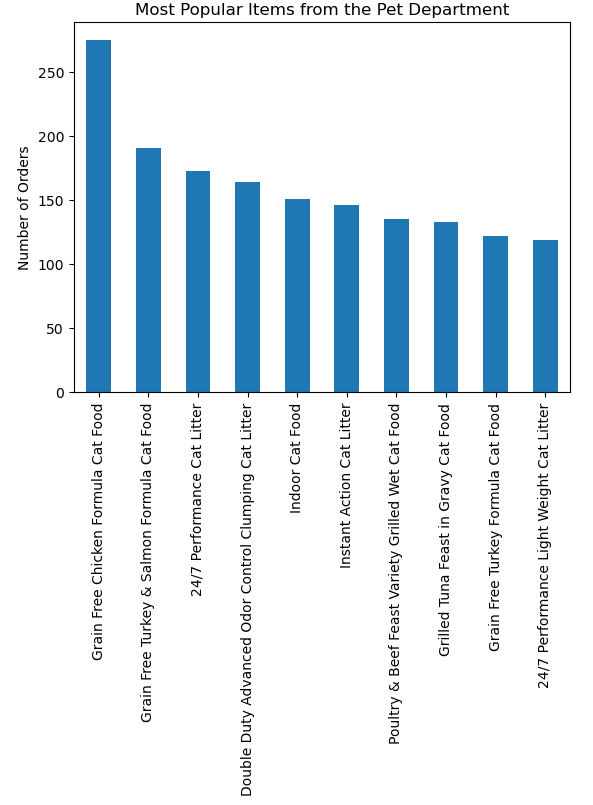 Most Popular Items from the Pet Department
Number of Orders
250
200
150
100
50
0
Grain Free Chicken Formula Cat Food
Grain Free Turkey & Salmon Formula Cat Food
24/7 Performance Cat Litter
Double Duty Advanced Odor Control Clumping Cat Litter
Indoor Cat Food
Instant Action Cat Litter
Poultry & Beef Feast Variety Grilled Wet Cat Food
Grilled Tuna Feast in Gravy Cat Food
Grain Free Turkey Formula Cat Food
24/7 Performance Light Weight Cat Litter